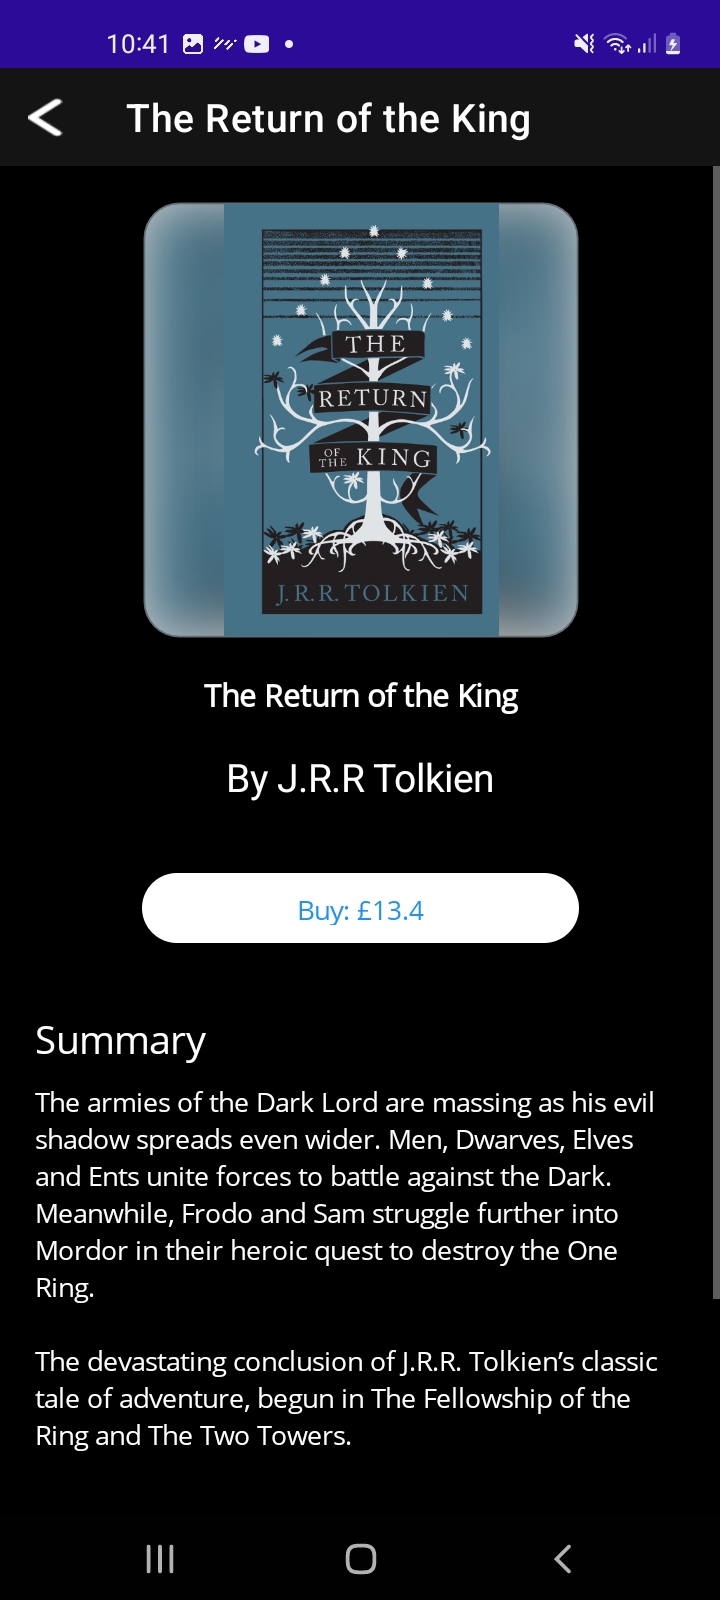 10:41
The Return of the King
THE
RETURN
OF THE KING
J.R.R. TOLKIEN
The Return of the King
By J.R.R Tolkien
Buy: £13.4
Summary
The armies of the Dark Lord are massing as his evil
shadow spreads even wider. Men, Dwarves, Elves
and Ents unite forces to battle against the Dark.
Meanwhile, Frodo and Sam struggle further into
Mordor in their heroic quest to destroy the One
Ring.
The devastating conclusion of J.R.R. Tolkien’s classic
tale of adventure, begun in The Fellowship of the
Ring and The Two Towers.